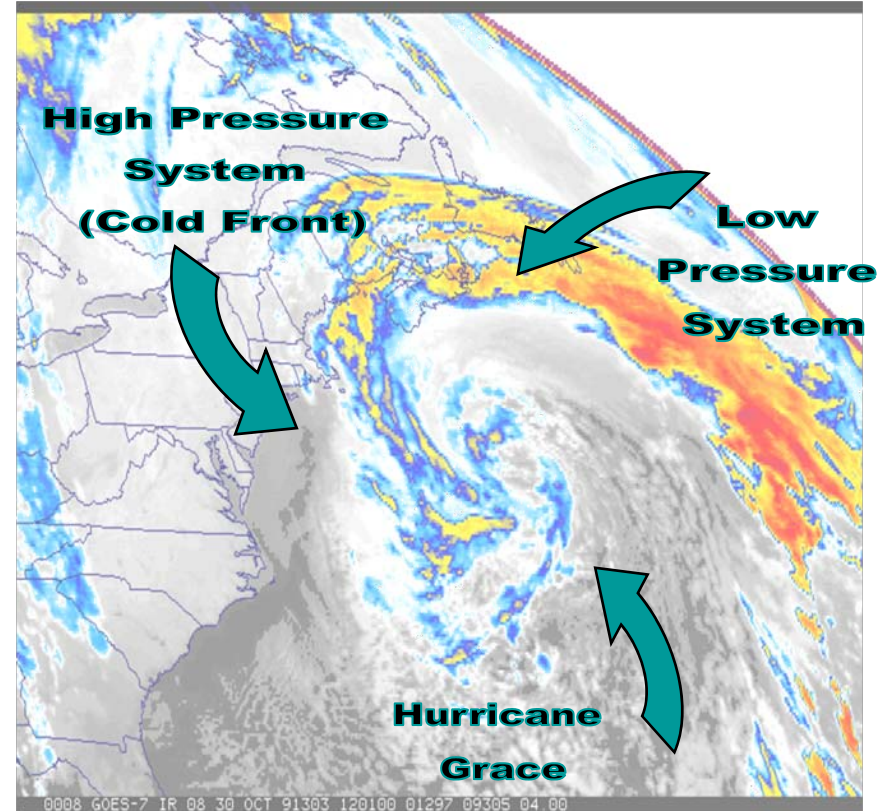 High Pressure
System
(Cold Front)
Low
Pressure
System
Hurricane
Grace
0008 GOES-7 IR 08 30 OCT 91303 120100 01297 09305 04.00